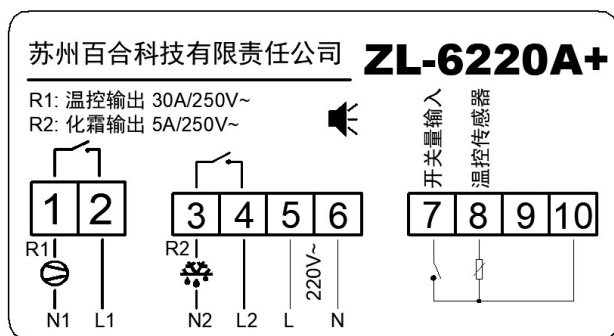 苏州百合科技有限责任公司 ZL-6220A+
R1: 温控输出 30A/250V~
R2: 化霜输出 5A/250V~
开关量输入
温控传感器
1 2
3 4 5 6
7 8 9 10
R1
R2
220V~
N1 L1
N2 L2 L N